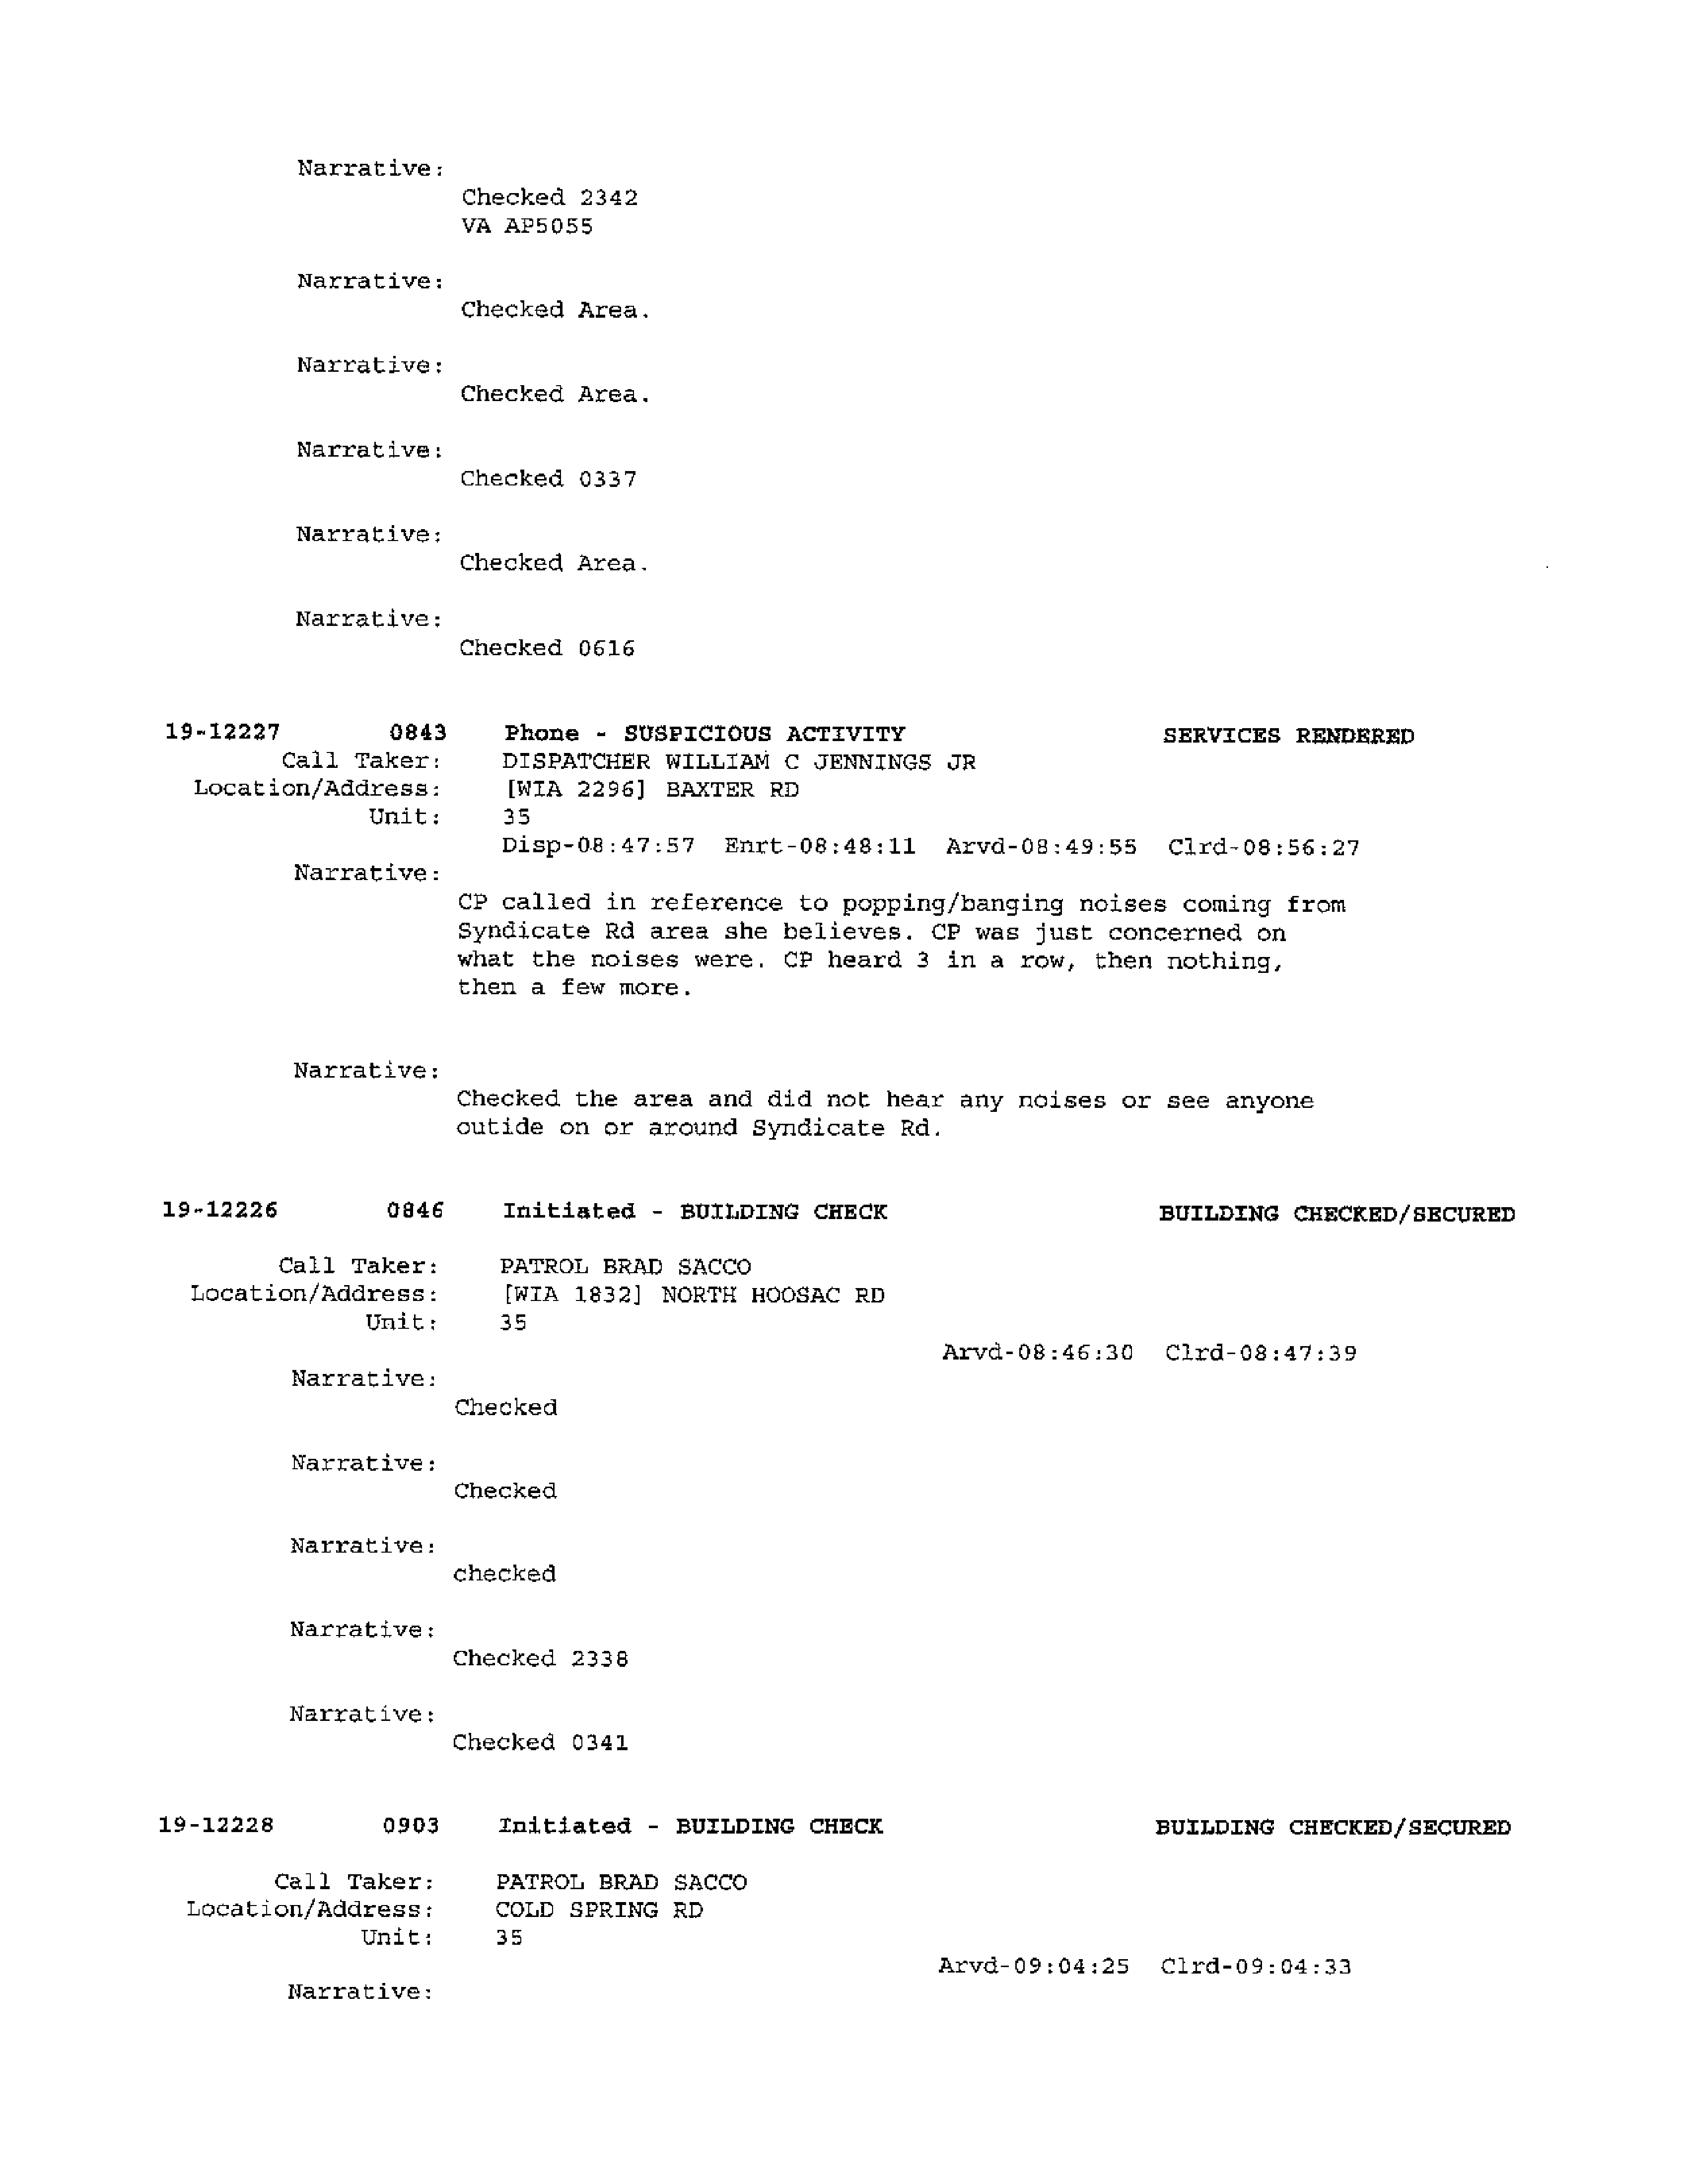 Narrative:
Checked 2342
VA AP5055
Narrative:
Checked Area.
Narrative:
Checked Area.
Narrative:
Checked 0337
Narrative:
Checked Area.
Narrative:
Checked 0616
19-12227 0843 Phone - SUSPICIOUS ACTIVITY SERVICES RENDERED
Call Taker: DISPATCHER WILLIAM C JENNINGS JR
Location/Address: [WIA 2296] BAXTER RD
Unit: 35
Disp-08:47:57 Enrt-08:48:11 Arvd-08:49:55 Clrd-08:56:27
Narrative:
CP called in reference to popping/banging noises coming from
Syndicate Rd area she believes. CP was just concerned on
what the noises were. CP heard 3 in a row, then nothing,
then a few more.
Narrative:
Checked the area and did not hear any noises or see anyone
outide on or around Syndicate Rd.
19-12226 0846 Initiated - BUILDING CHECK BUILDING CHECKED/SECURED
Call Taker: PATROL BRAD SACCO
Location/Address: [WIA 1832] NORTH HOOSAC RD
Unit: 35
Arvd-08:46:30 Clrd-08:47:39
Narrative:
Checked
Narrative:
Checked
Narrative:
checked
Narrative:
Checked 2338
Narrative:
Checked 0341
19-12228 0903 Initiated - BUILDING CHECK BUILDING CHECKED/SECURED
Call Taker: PATROL BRAD SACCO
Location/Address: COLD SPRING RD
Unit: 35
Arvd-09:04:25 Clrd-09:04:33
Narrative: